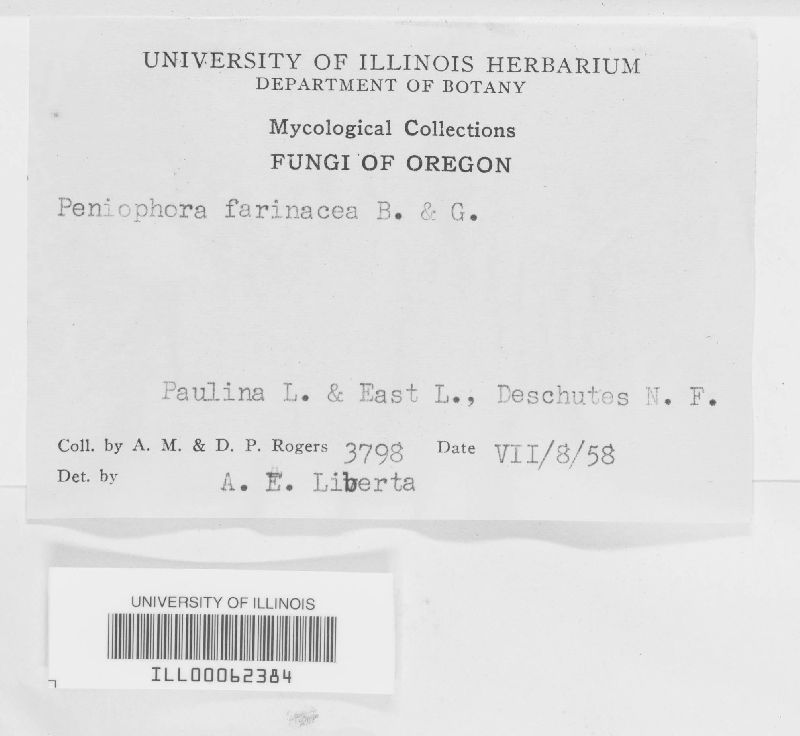 UNIVERSITY OF ILLINOIS HERBARIUM
DEPARTMENT OF BOTANY
Mycological Collections
FUNGI OF OREGON
Peniophora farinacea B. & G.
Paulina L. & East L., Deschutes N. F.
Coll. by A. M. & D. P. Rogers 3798 Date VII/8/58
Det. by A. E. Liberta
UNIVERSITY OF ILLINOIS
ILL00062384